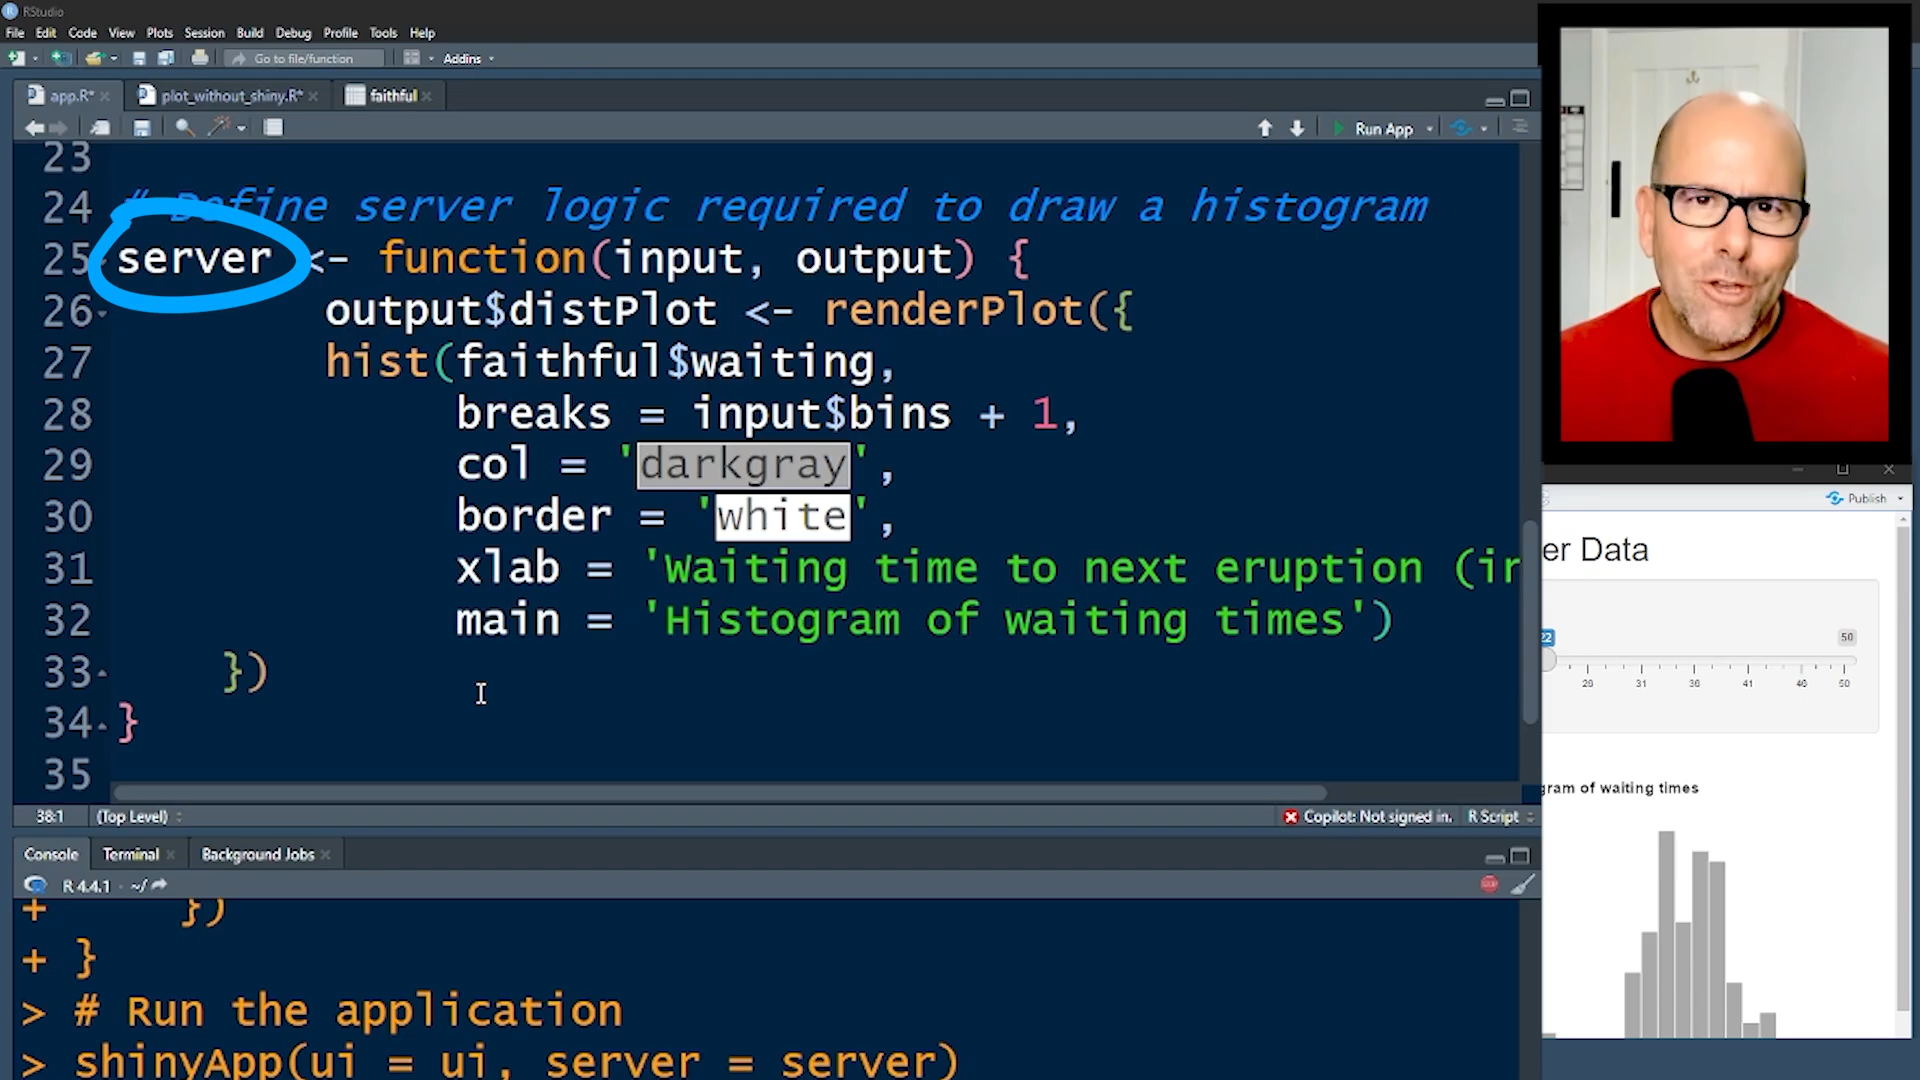 RStudio
File Edit Code View Plots Session Build Debug Profile Tools Help
Go to file/function Addins
app.R* plot_without_shiny.R* faithful
Run App
23
24 # Define server logic required to draw a histogram
25 server <- function(input, output) {
26 output$distPlot <- renderPlot({
27 hist(faithful$waiting,
28 breaks = input$bins + 1,
29 col = 'darkgray',
30 border = 'white',
31 xlab = 'Waiting time to next eruption (in
32 main = 'Histogram of waiting times')
33 })
34 }
35
38:1 (Top Level) Copilot: Not signed in. R Script
Console Terminal Background Jobs
R 4.4.1 · ~/
+ })
+ }
> # Run the application
> shinyApp(ui = ui, server = server)
Publish
er Data
22 50
26 31 36 41 46 50
gram of waiting times